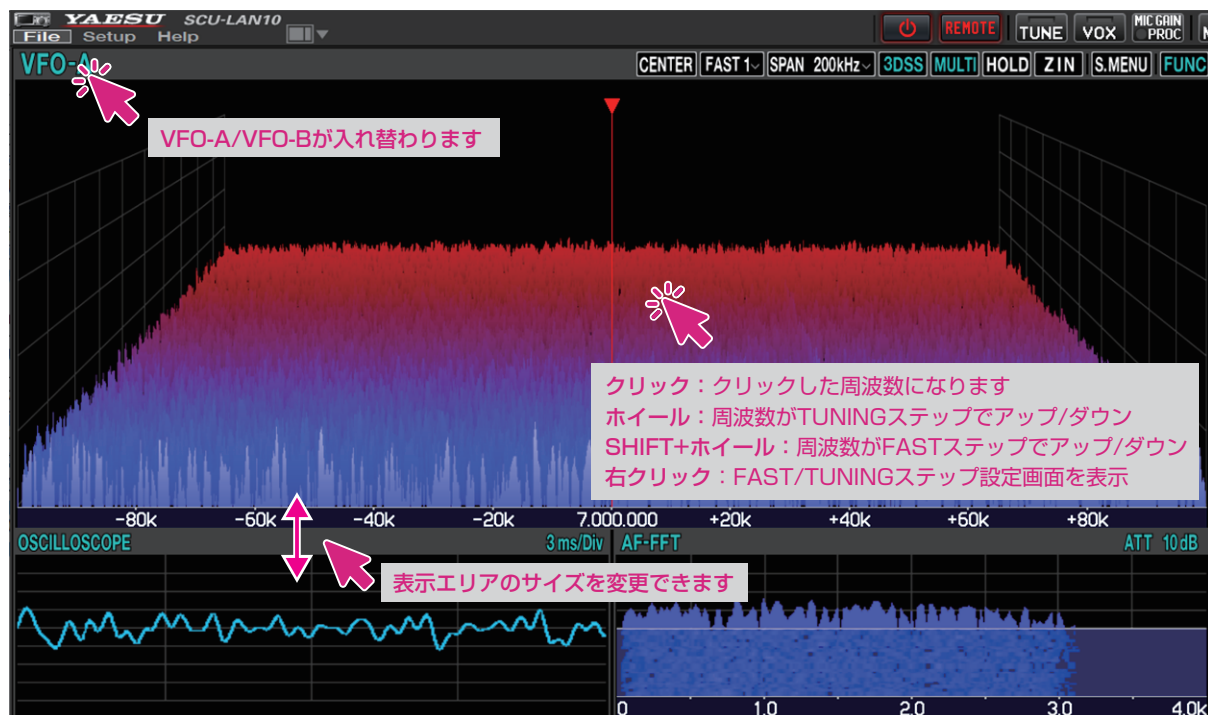 YAESU SCU-LAN10
File Setup Help
REMOTE TUNE VOX MIC GAIN
PROC
VFO-A
CENTER FAST 1 SPAN 200kHz 3DSS MULTI HOLD Z IN S.MENU FUNC
VFO-A/VFO-Bが入れ替わります
クリック：クリックした周波数になります
ホイール：周波数がTUNINGステップでアップ/ダウン
SHIFT+ホイール：周波数がFASTステップでアップ/ダウン
右クリック：FAST/TUNINGステップ設定画面を表示
-80k -60k -40k -20k 7.000.000 +20k +40k +60k +80k
OSCILLOSCOPE 3 ms/Div AF-FFT ATT 10 dB
表示エリアのサイズを変更できます
0 1.0 2.0 3.0 4.0k